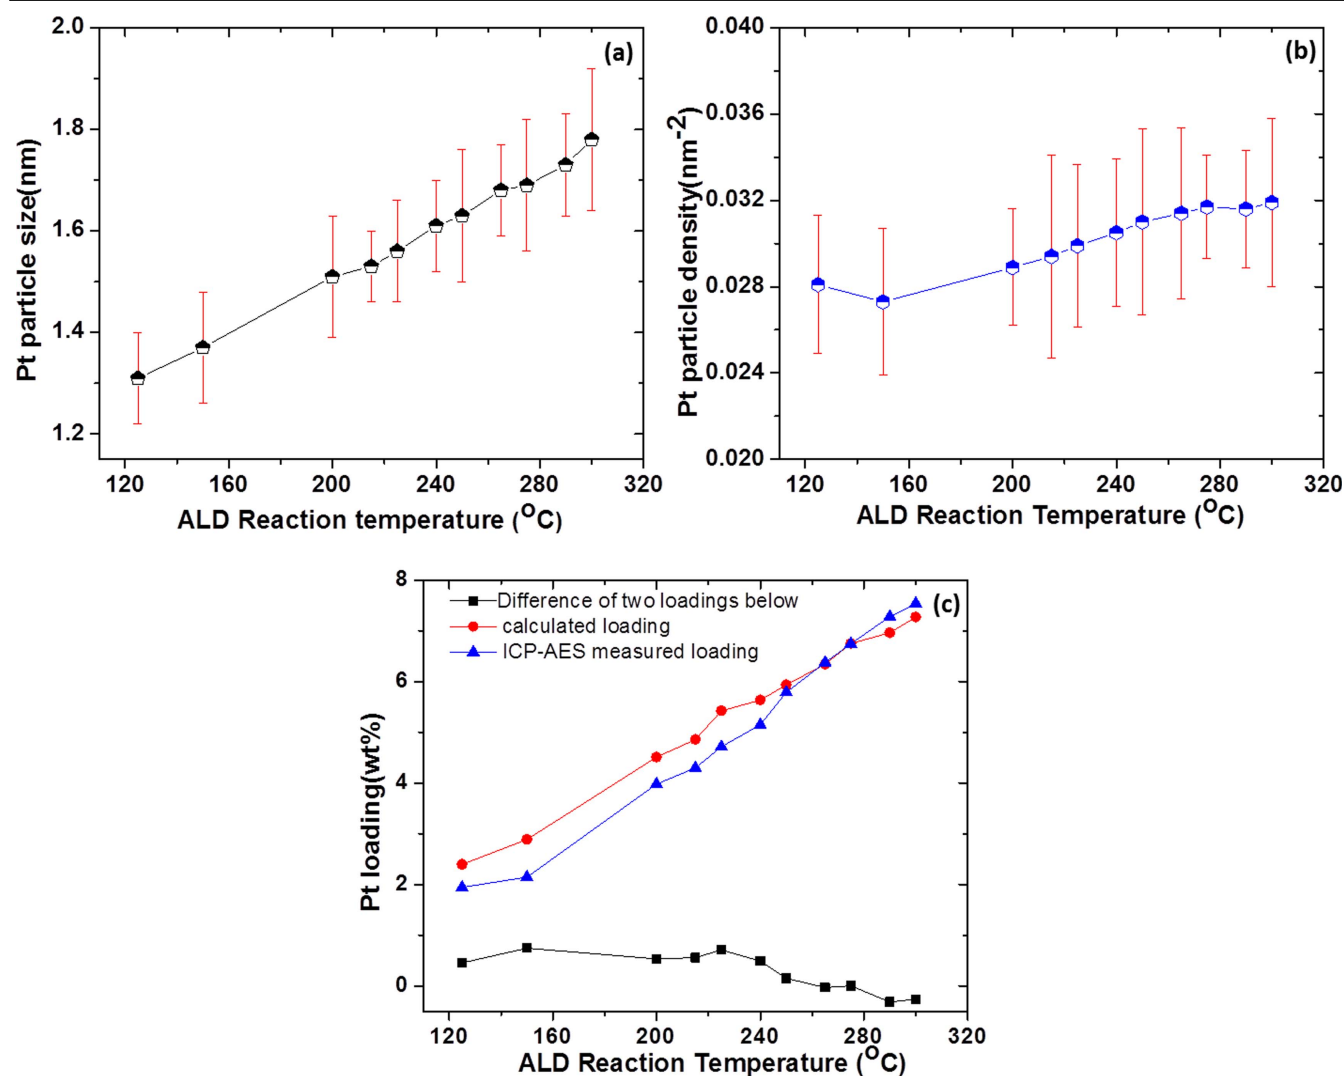 (a)
2.0
1.8
1.6
1.4
1.2
Pt particle size(nm)
120 160 200 240 280 320
ALD Reaction temperature (°C)
(b)
0.040
0.036
0.032
0.028
0.024
0.020
Pt particle density(nm⁻²)
120 160 200 240 280 320
ALD Reaction Temperature (°C)
(c)
8
6
4
2
0
Pt loading(wt%)
Difference of two loadings below
calculated loading
ICP-AES measured loading
120 160 200 240 280 320
ALD Reaction Temperature (°C)